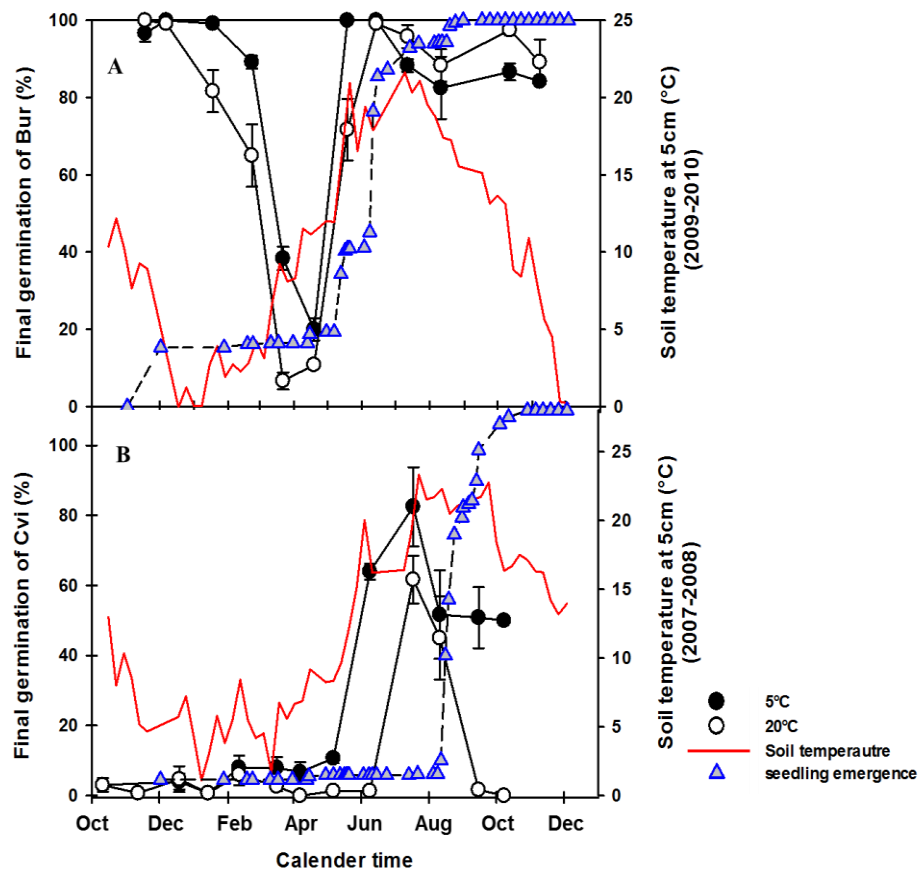 A
Final germination of Bur (%)
100
80
60
40
20
0
25
20
15
10
5
0
Soil temperature at 5cm (°C)
(2009-2010)
B
Final germination of Cvi (%)
100
80
60
40
20
0
25
20
15
10
5
0
Soil temperature at 5cm (°C)
(2007-2008)
Oct Dec Feb Apr Jun Aug Oct Dec
Calender time
5°C
20°C
Soil temperautre
seedling emergence